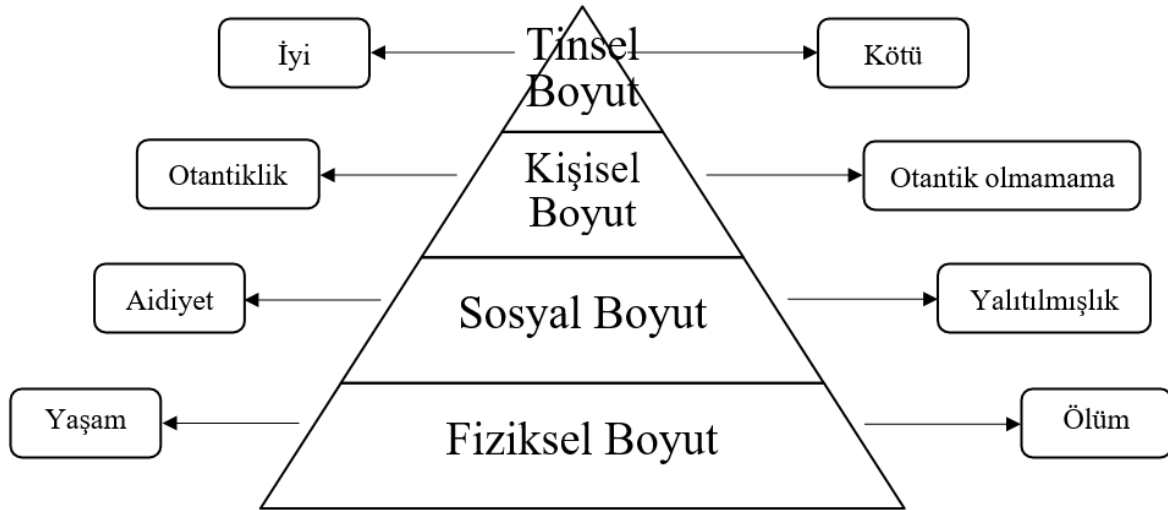 İyi
Tinsel
Boyut
Kötü
Otantiklik
Kişisel
Boyut
Otantik olmamama
Aidiyet
Sosyal Boyut
Yalıtılmışlık
Yaşam
Fiziksel Boyut
Ölüm